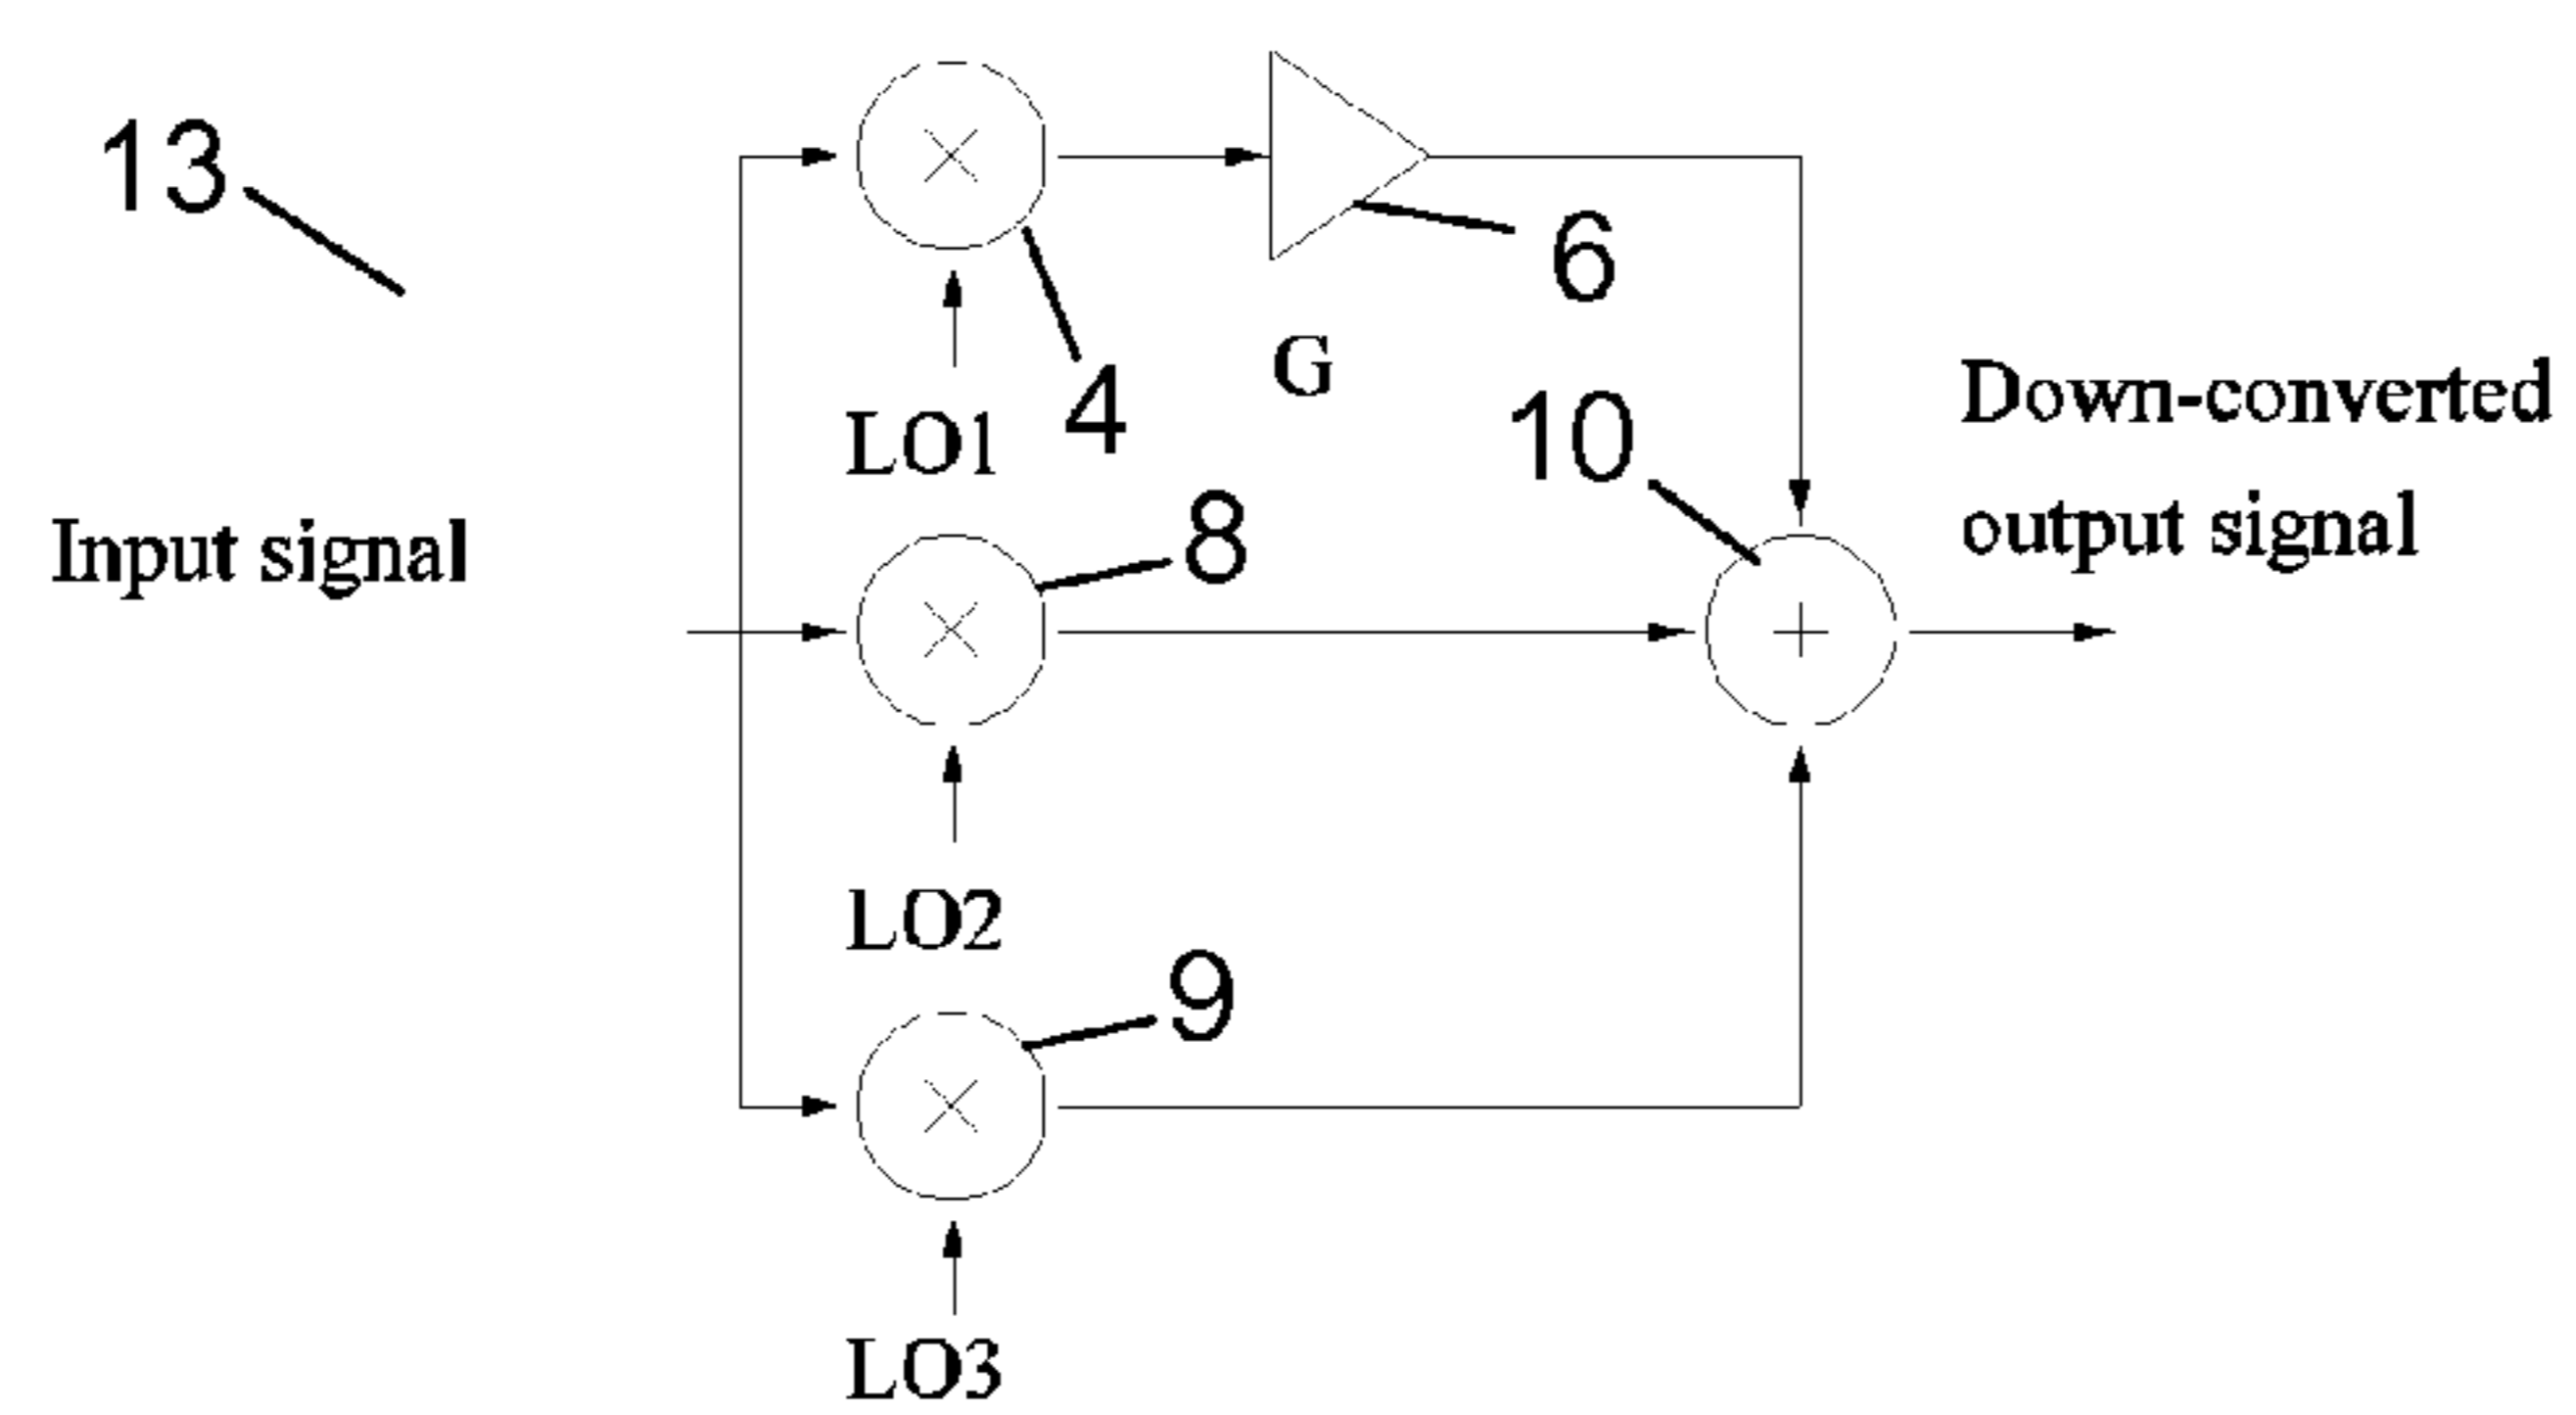 13
6
G
4
LO1
10
Down-converted
output signal
8
Input signal
LO2
9
LO3